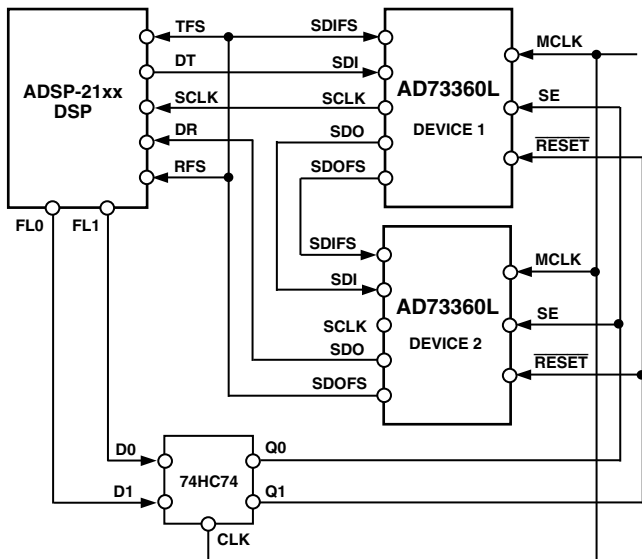 ADSP-21xx
DSP
TFS
DT
SCLK
DR
RFS
FL0
FL1
SDIFS
SDI
SCLK
SDO
SDOFS
AD73360L
DEVICE 1
MCLK
SE
RESET
SDIFS
SDI
SCLK
SDO
SDOFS
AD73360L
DEVICE 2
MCLK
SE
RESET
D0
D1
74HC74
Q0
Q1
CLK